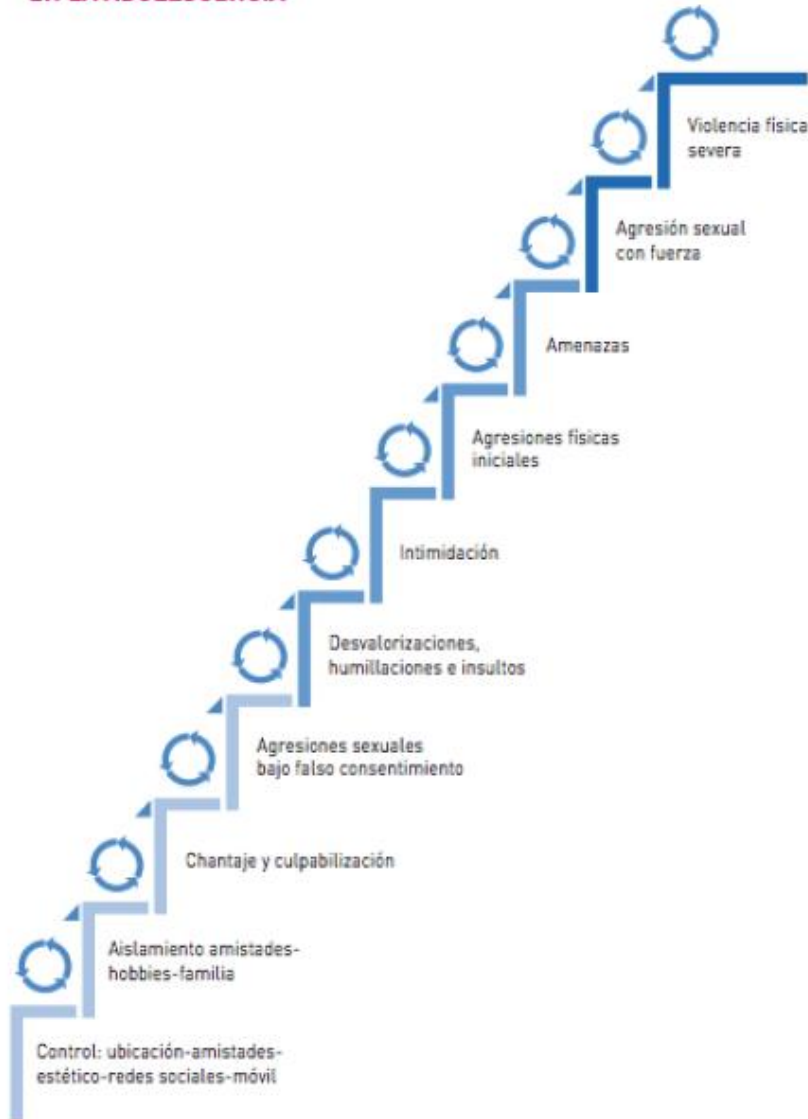 Violencia física
severa
Agresión sexual
con fuerza
Amenazas
Agresiones físicas
iniciales
Intimidación
Desvalorizaciones,
humillaciones e insultos
Agresiones sexuales
bajo falso consentimiento
Chantaje y culpabilización
Aislamiento amistades-
hobbies-familia
Control: ubicación-amistades-
estético-redes sociales-móvil